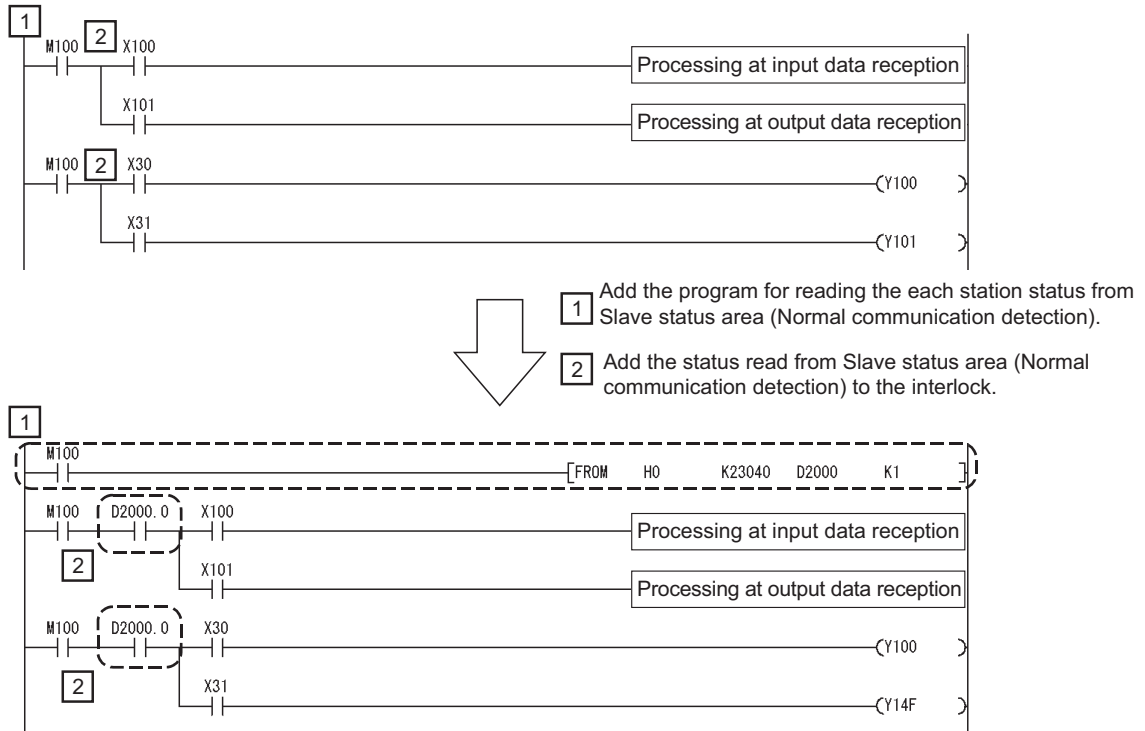 1
M100 2 X100
Processing at input data reception
X101
Processing at output data reception
M100 2 X30
Y100
X31
Y101
1 Add the program for reading the each station status from
Slave status area (Normal communication detection).
2 Add the status read from Slave status area (Normal
communication detection) to the interlock.
1
M100
FROM H0 K23040 D2000 K1
M100 D2000.0 X100
Processing at input data reception
2
X101
Processing at output data reception
M100 D2000.0 X30
Y100
2
X31
Y14F